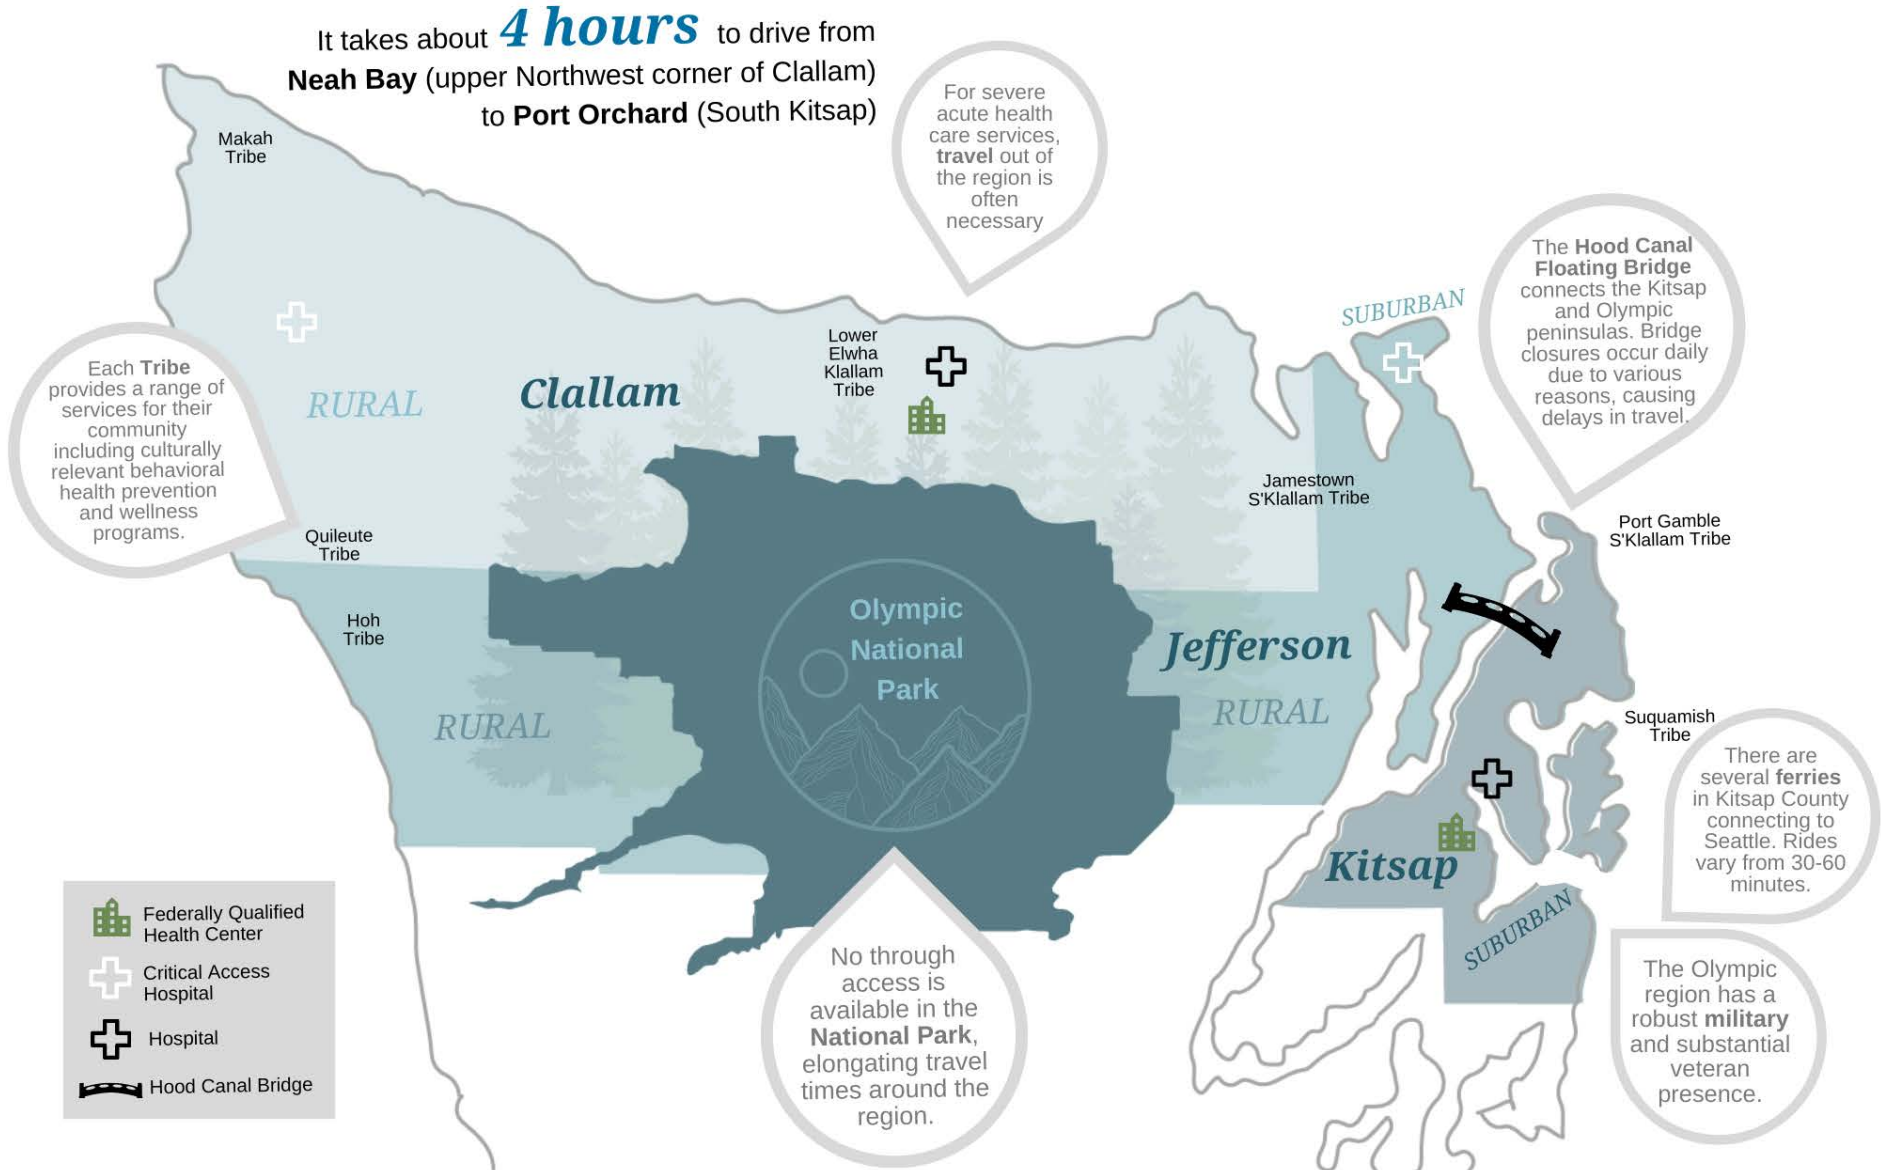 It takes about 4 hours to drive from
Neah Bay (upper Northwest corner of Clallam)
to Port Orchard (South Kitsap)
For severe
acute health
care services,
travel out of
the region is
often
necessary
Makah
Tribe
The Hood Canal
Floating Bridge
connects the Kitsap
and Olympic
peninsulas. Bridge
closures occur daily
due to various
reasons, causing
delays in travel.
SUBURBAN
Each Tribe
provides a range of
services for their
community
including culturally
relevant behavioral
health prevention
and wellness
programs.
RURAL
Clallam
Lower
Elwha
Klallam
Tribe
Jamestown
S'Klallam Tribe
Port Gamble
S'Klallam Tribe
Quileute
Tribe
Hoh
Tribe
Olympic
National
Park
Jefferson
RURAL
RURAL
Suquamish
Tribe
There are
several ferries
in Kitsap County
connecting to
Seattle. Rides
vary from 30-60
minutes.
Kitsap
SUBURBAN
Federally Qualified
Health Center
Critical Access
Hospital
Hospital
Hood Canal Bridge
No through
access is
available in the
National Park,
elongating travel
times around the
region.
The Olympic
region has a
robust military
and substantial
veteran
presence.